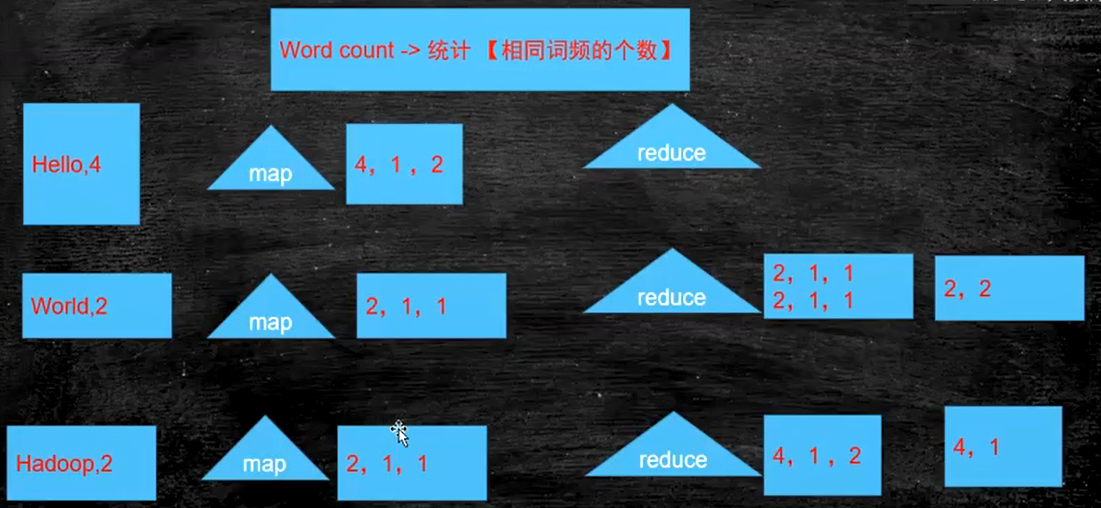 Word count -> 统计 【相同词频的个数】
Hello,4
map
4，1，2
reduce
World,2
map
2，1，1
reduce
2，1，1
2，1，1
2，2
Hadoop,2
map
2，1，1
reduce
4，1，2
4，1